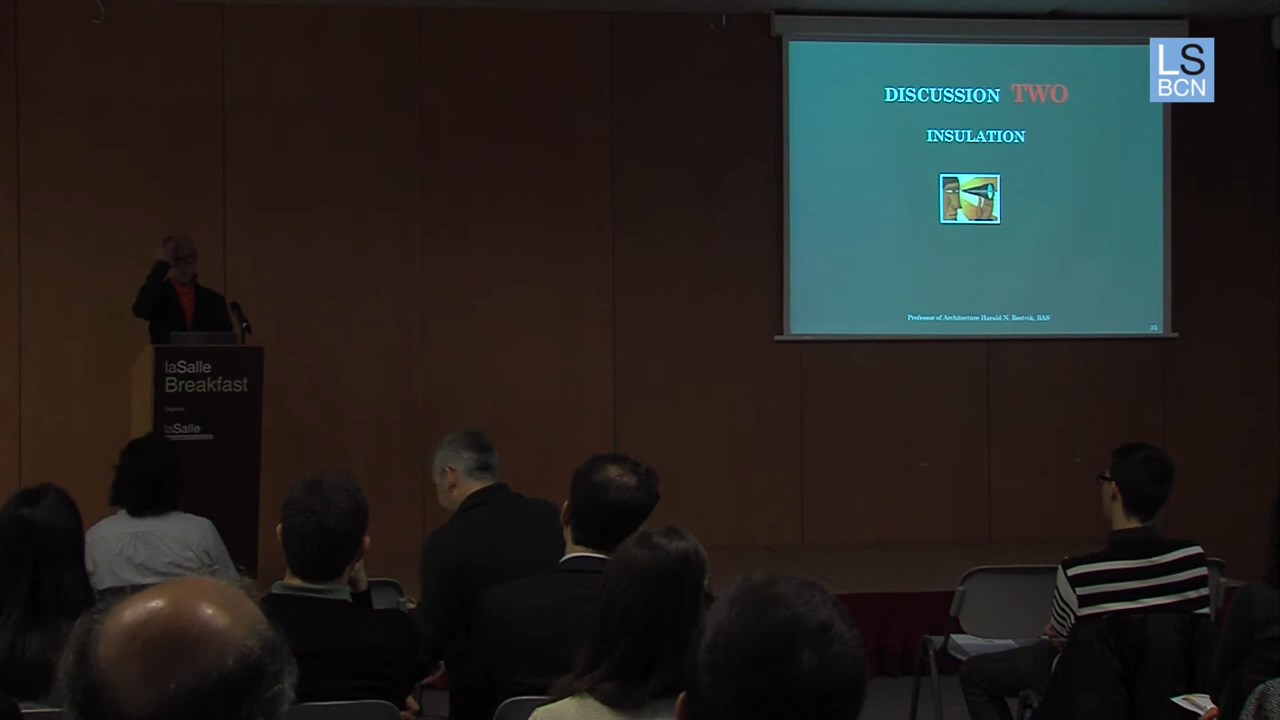 LS
BCN
DISCUSSION TWO
INSULATION
Professor of Architecture Harald N. Røstvik, BAS
laSalle
Breakfast
laSalle